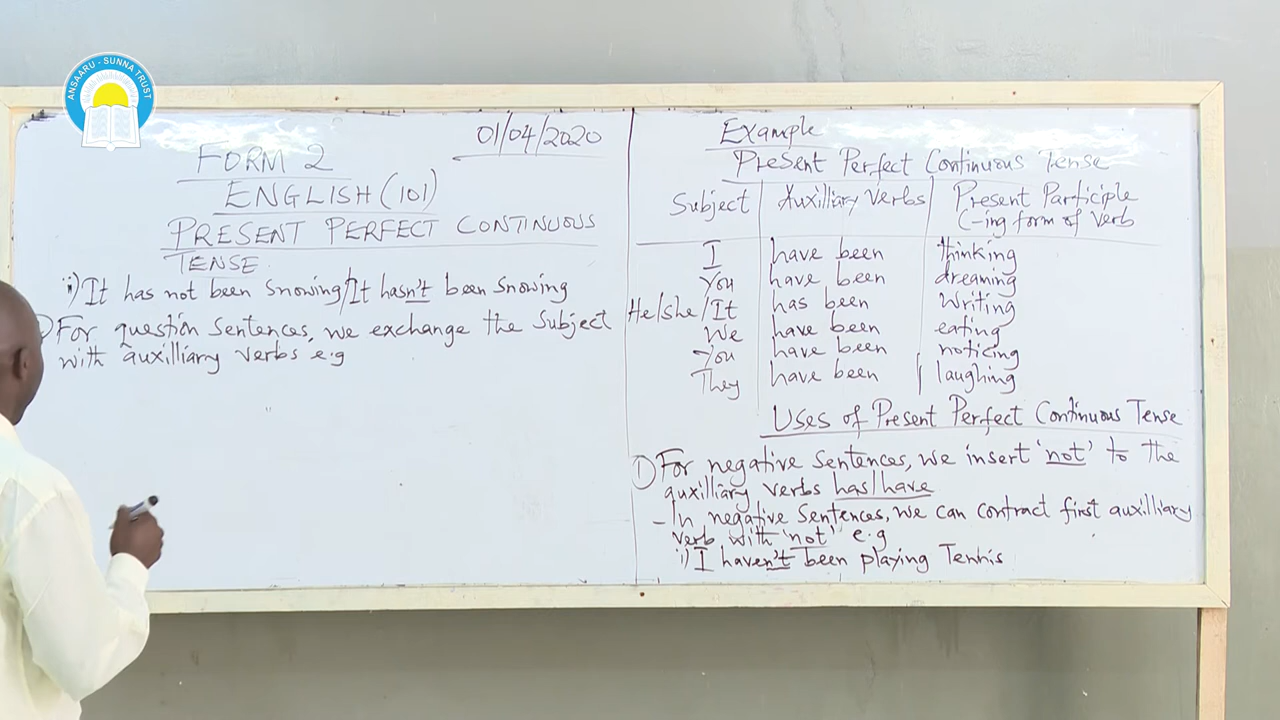 ANSAARU - SUNNA TRUST
01/04/2020
FORM 2
ENGLISH (101)
PRESENT PERFECT CONTINUOUS
TENSE
ii) It has not been snowing/It hasn't been snowing
For question sentences, we exchange the subject
with auxilliary verbs e.g
Example
Present Perfect Continuous Tense
Subject Auxilliary Verbs Present Participle
(-ing form of verb
I have been thinking
You have been dreaming
He/she/It has been writing
We have been eating
You have been noticing
They have been laughing
Uses of Present Perfect Continuous Tense
① For negative sentences, we insert 'not' to the
auxilliary verbs has/have
- In negative sentences, we can contract first auxilliary
verb with 'not' e.g
i) I haven't been playing Tennis